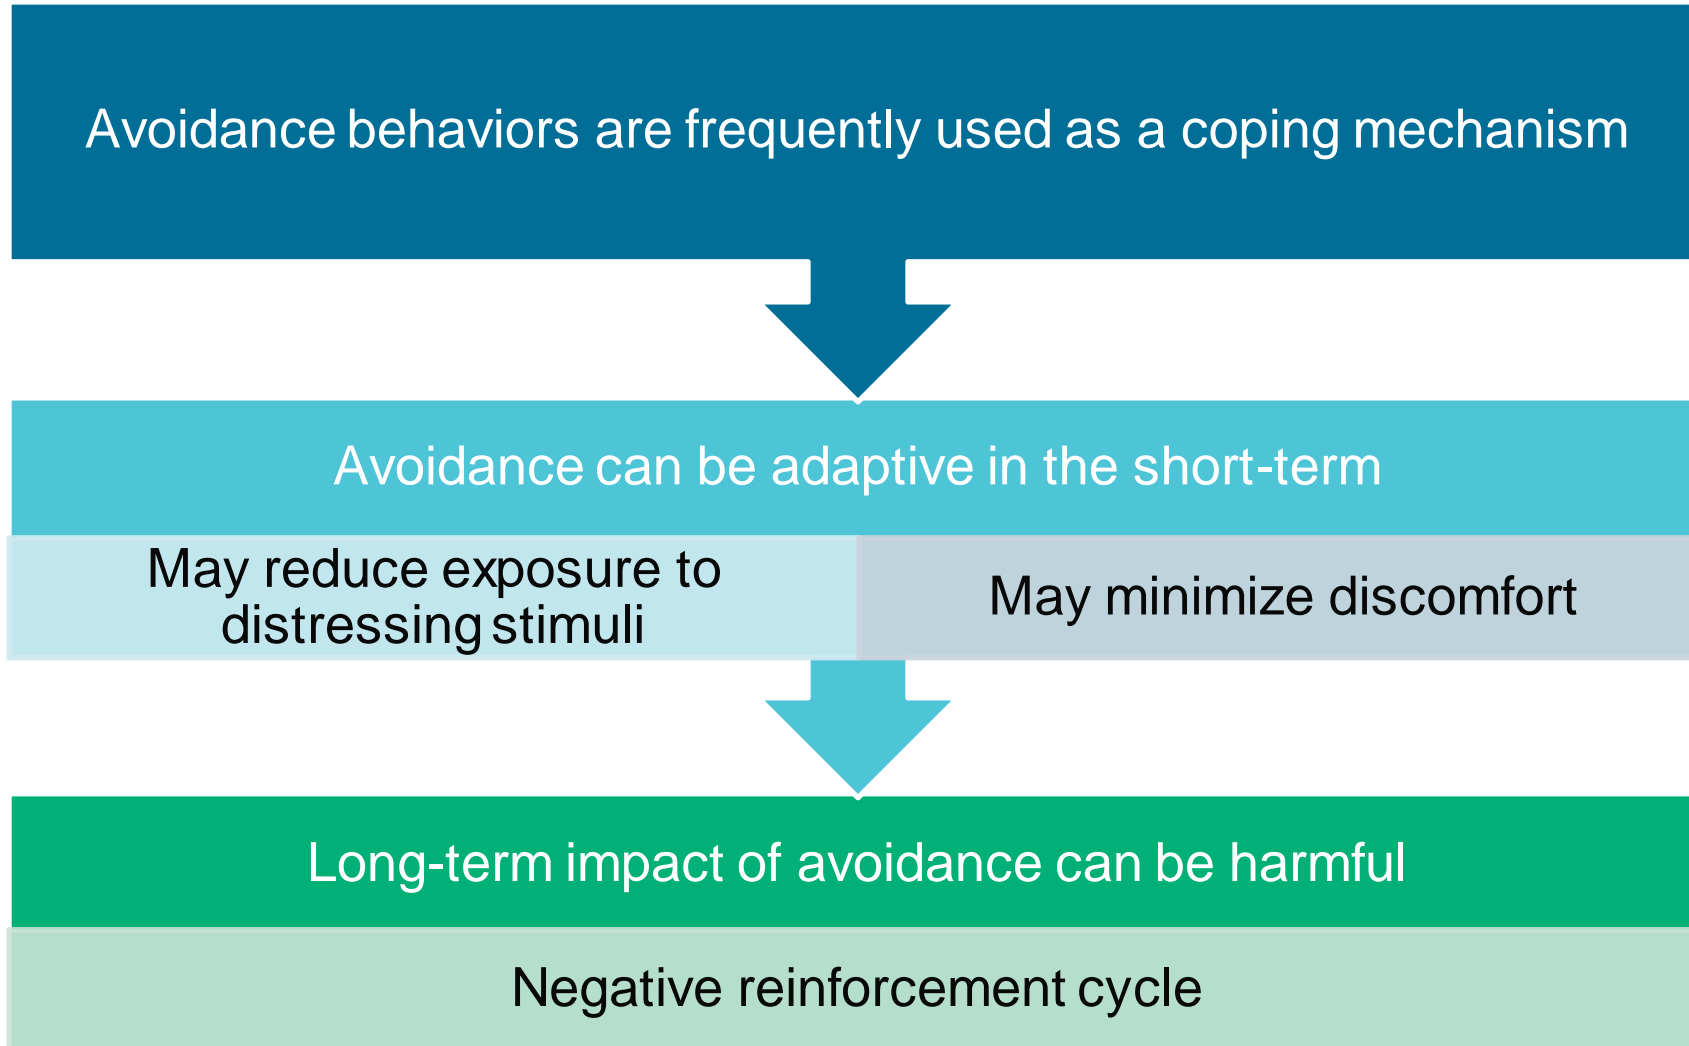 Avoidance behaviors are frequently used as a coping mechanism
Avoidance can be adaptive in the short-term
May reduce exposure to
distressing stimuli
May minimize discomfort
Long-term impact of avoidance can be harmful
Negative reinforcement cycle